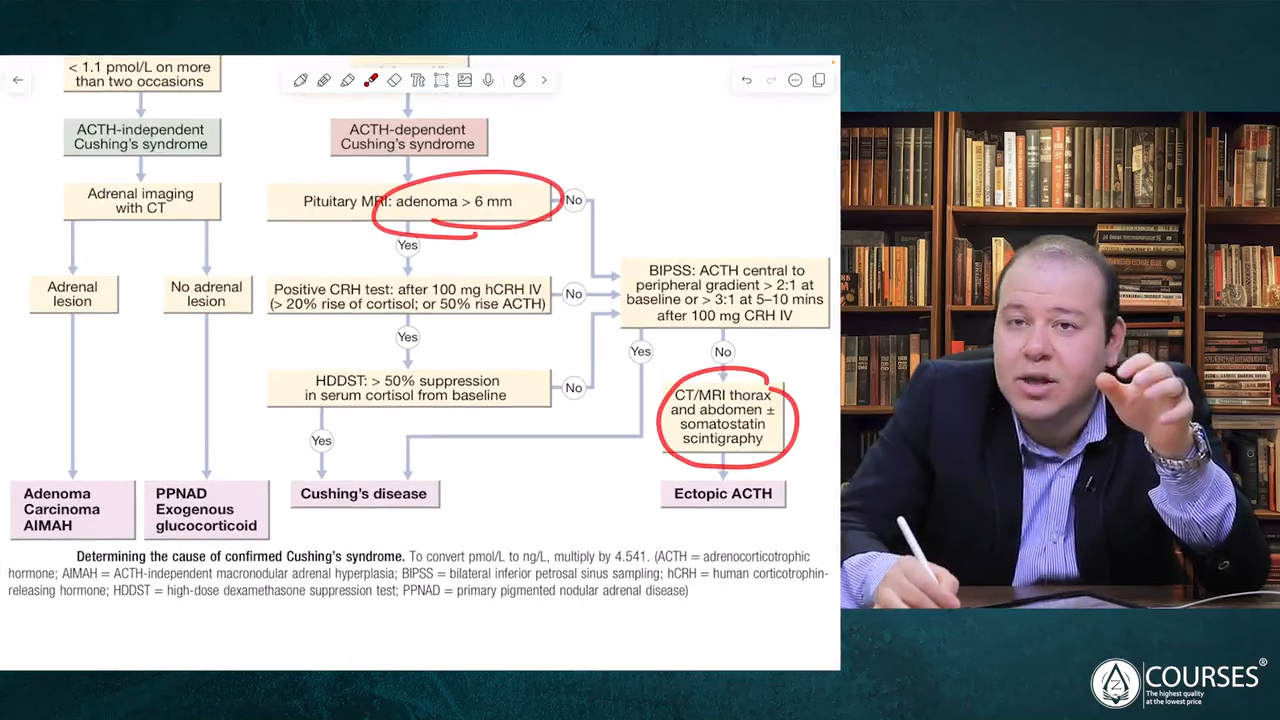 < 1.1 pmol/L on more
than two occasions
ACTH-independent
Cushing's syndrome
Adrenal imaging
with CT
Adrenal
lesion
No adrenal
lesion
Adenoma
Carcinoma
AIMAH
PPNAD
Exogenous
glucocorticoid
ACTH-dependent
Cushing's syndrome
Pituitary MRI: adenoma > 6 mm
No
Yes
Positive CRH test: after 100 mg hCRH IV
(> 20% rise of cortisol; or 50% rise ACTH)
No
Yes
HDDST: > 50% suppression
in serum cortisol from baseline
No
Yes
Cushing's disease
BIPSS: ACTH central to
peripheral gradient > 2:1 at
baseline or > 3:1 at 5–10 mins
after 100 mg CRH IV
Yes
No
CT/MRI thorax
and abdomen ±
somatostatin
scintigraphy
Ectopic ACTH
Determining the cause of confirmed Cushing's syndrome. To convert pmol/L to ng/L, multiply by 4.541. (ACTH = adrenocorticotrophic
hormone; AIMAH = ACTH-independent macronodular adrenal hyperplasia; BIPSS = bilateral inferior petrosal sinus sampling; hCRH = human corticotrophin-
releasing hormone; HDDST = high-dose dexamethasone suppression test; PPNAD = primary pigmented nodular adrenal disease)
Tt
Z
COURSES®
The highest quality
at the lowest price